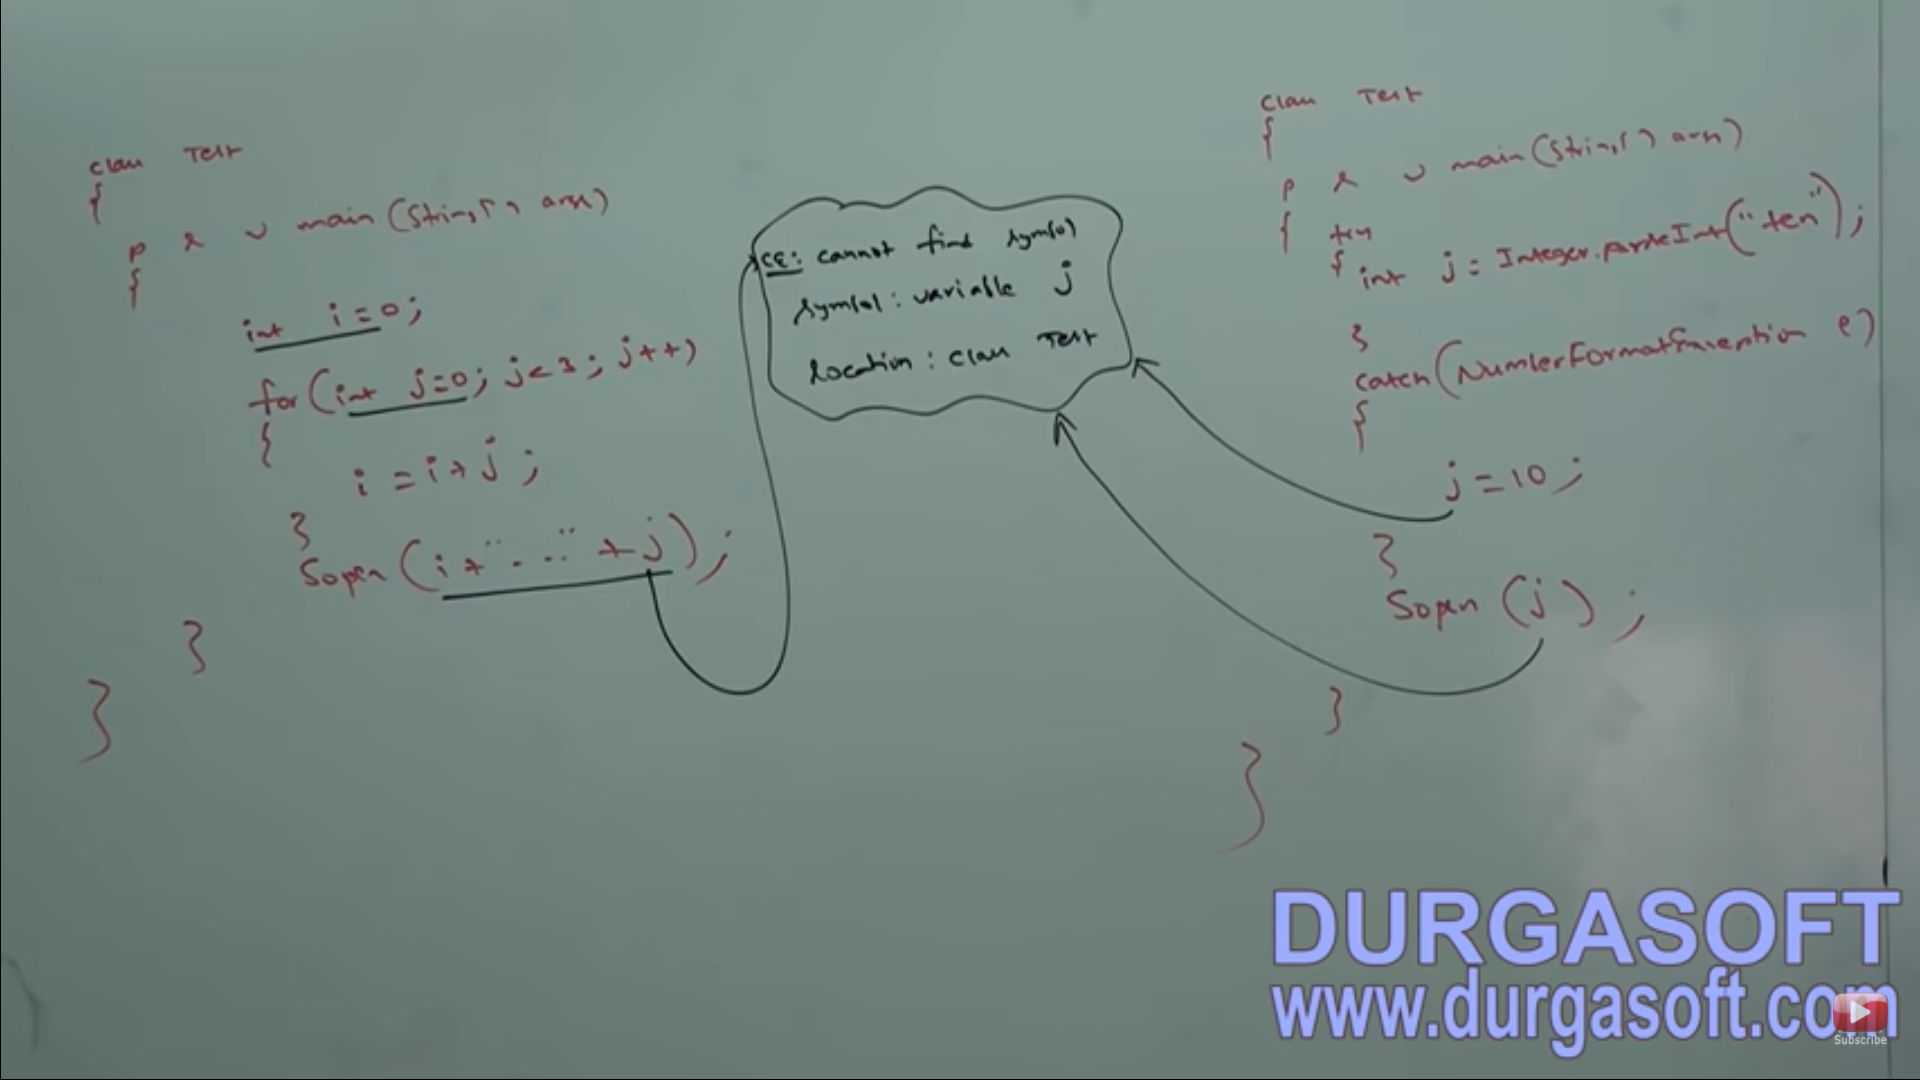 class Test
{
p s v main(String[] args)
{
int i=0;
for(int j=0; j<3; j++)
{
i=i+j;
}
Sopln(i+"---"+j);
}
}
CE: cannot find symbol
symbol: variable j
location: class Test
class Test
{
p s v main(String[] args)
{ try
{ int j = Integer.parseInt("ten");
}
catch(NumberFormatException e)
{
j=10;
}
Sopln(j);
}
}
DURGASOFT
www.durgasoft.com
Subscribe